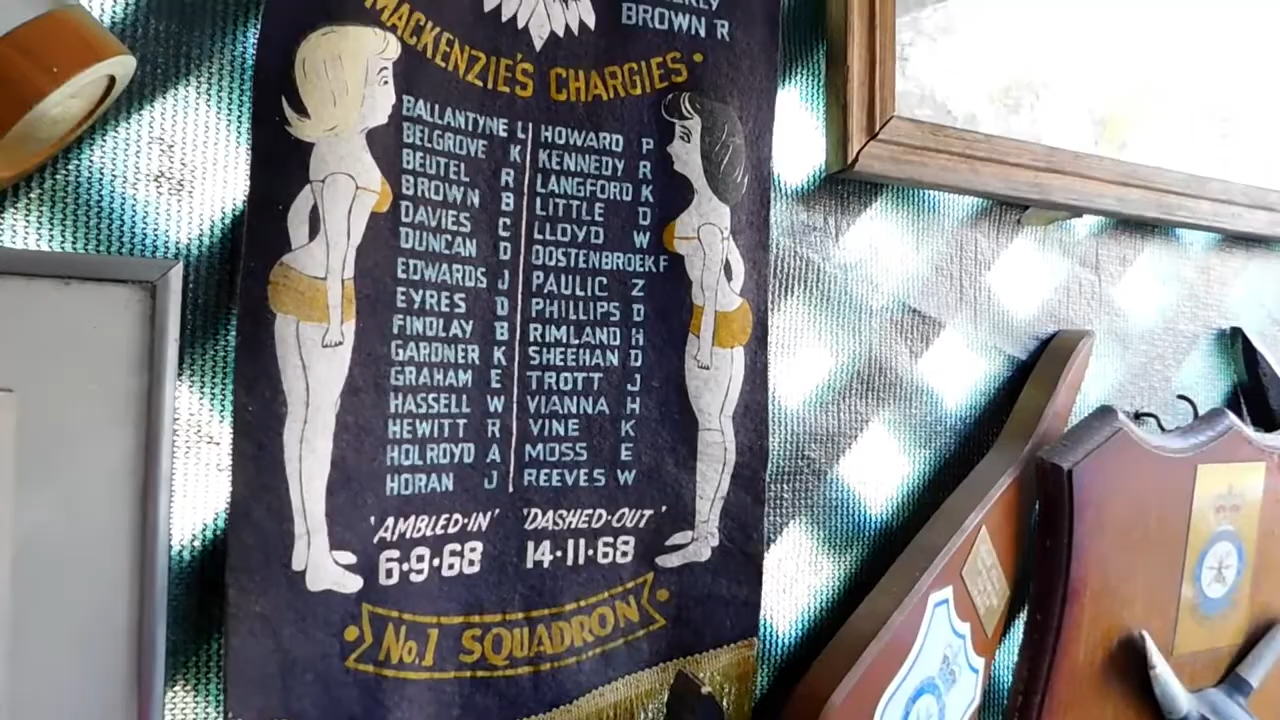 BROWN R
MACKENZIE'S CHARGIES
BALLANTYNE L
BELGROVE K
BEUTEL R
BROWN B
DAVIES C
DUNCAN D
EDWARDS J
EYRES D
FINDLAY B
GARDNER K
GRAHAM E
HASSELL W
HEWITT R
HOLROYD A
HORAN J
HOWARD P
KENNEDY R
LANGFORD K
LITTLE D
LLOYD W
OOSTENBROEK F
PAULIC Z
PHILLIPS D
RIMLAND H
SHEEHAN D
TROTT J
VIANNA H
VINE K
MOSS E
REEVES W
'AMBLED·IN' 'DASHED·OUT'
6·9·68 14·11·68
No.1 SQUADRON